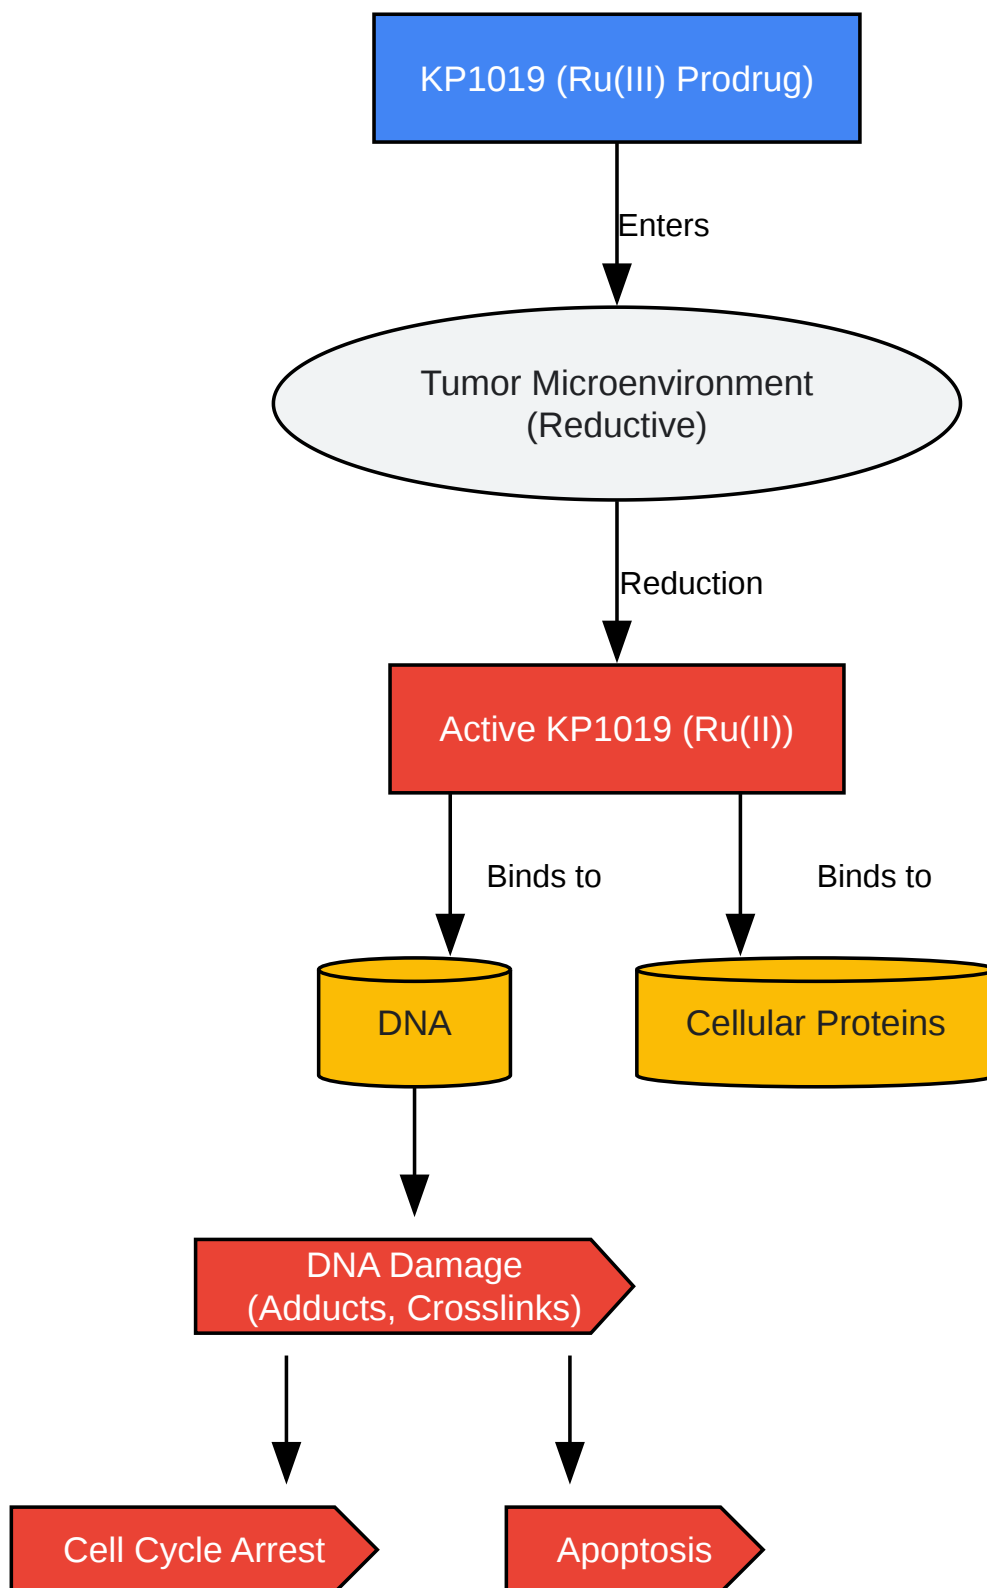 KP1019 (Ru(III) Prodrug)
Enters
Tumor Microenvironment
(Reductive)
Reduction
Active KP1019 (Ru(II))
Binds to
Binds to
DNA
Cellular Proteins
DNA Damage
(Adducts, Crosslinks)
Cell Cycle Arrest
Apoptosis